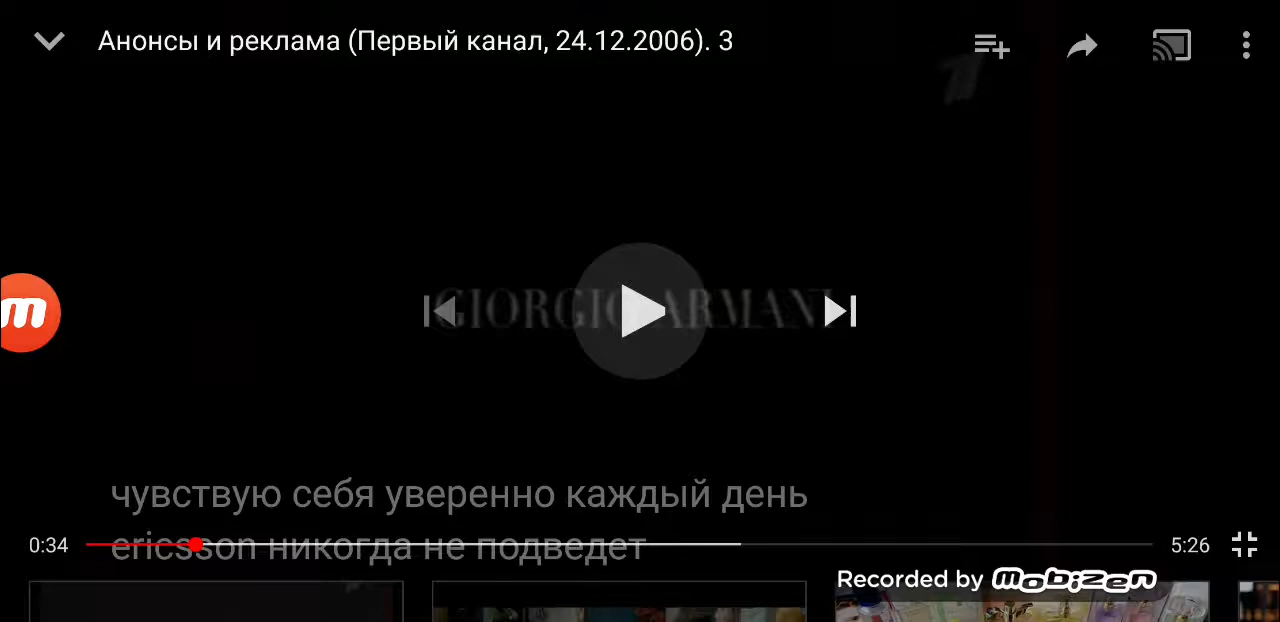 Анонсы и реклама (Первый канал, 24.12.2006). 3
GIORGIO ARMANI
m
чувствую себя уверенно каждый день
ericsson никогда не подведет
0:34
5:26
Recorded by mobizen